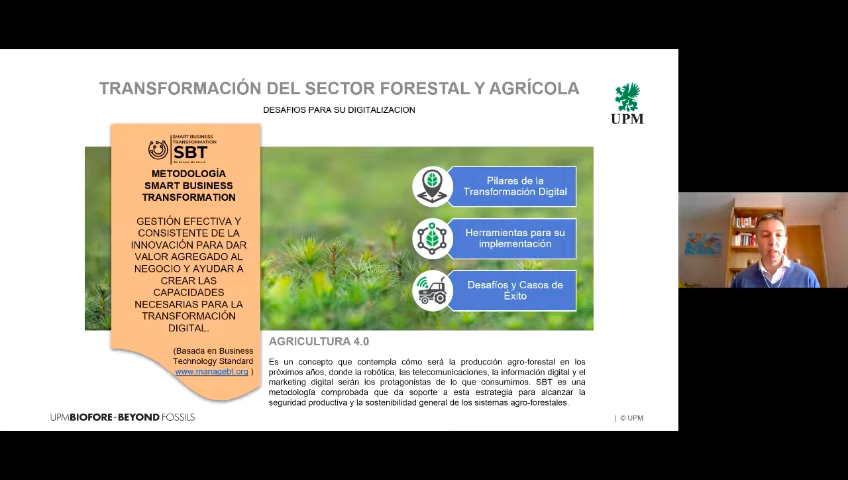 TRANSFORMACIÓN DEL SECTOR FORESTAL Y AGRÍCOLA
DESAFIOS PARA SU DIGITALIZACION
UPM
SMART BUSINESS
TRANSFORMATION
SBT
METODOLOGÍA
SMART BUSINESS
TRANSFORMATION
GESTIÓN EFECTIVA Y
CONSISTENTE DE LA
INNOVACIÓN PARA DAR
VALOR AGREGADO AL
NEGOCIO Y AYUDAR A
CREAR LAS
CAPACIDADES
NECESARIAS PARA LA
TRANSFORMACIÓN
DIGITAL.
(Basada en Business
Technology Standard
www.managebt.org )
Pilares de la
Transformación Digital
Herramientas para su
implementación
Desafíos y Casos de
Éxito
AGRICULTURA 4.0
Es un concepto que contempla cómo será la producción agro-forestal en los
próximos años, donde la robótica, las telecomunicaciones, la información digital y el
marketing digital serán los protagonistas de lo que consumimos. SBT es una
metodología comprobada que da soporte a esta estrategia para alcanzar la
seguridad productiva y la sostenibilidad general de los sistemas agro-forestales.
UPM BIOFORE-BEYOND FOSSILS
| © UPM